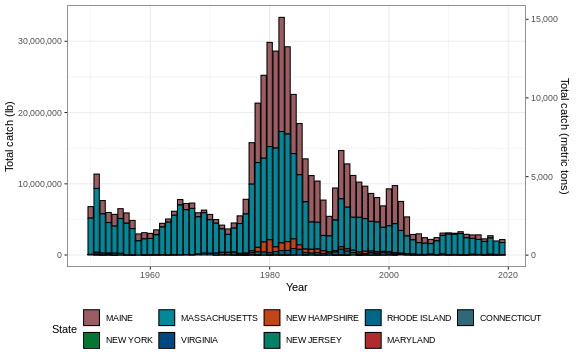 30,000,000
20,000,000
10,000,000
0
Total catch (lb)
15,000
10,000
5,000
0
Total catch (metric tons)
1960 1980 2000 2020
Year
State
MAINE MASSACHUSETTS NEW HAMPSHIRE RHODE ISLAND CONNECTICUT
NEW YORK VIRGINIA NEW JERSEY MARYLAND